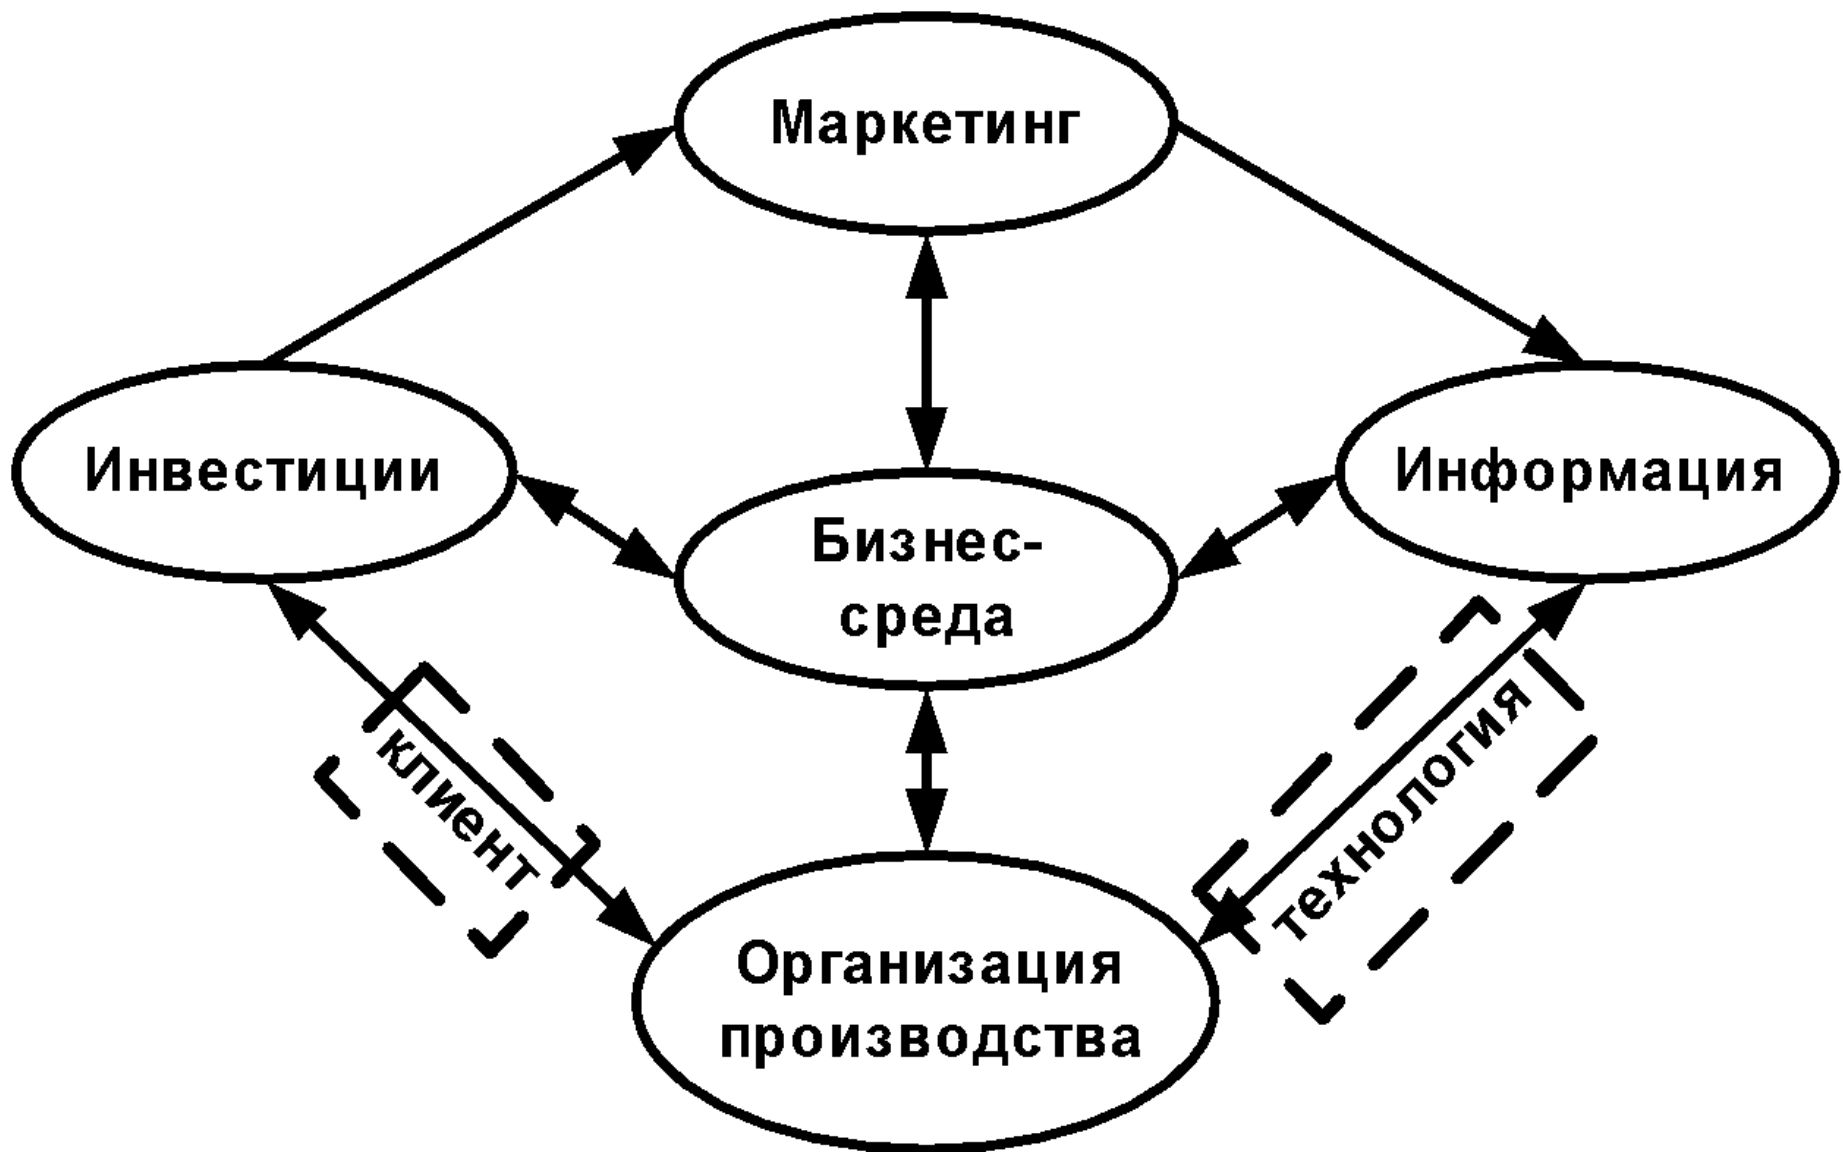 Маркетинг
Инвестиции
Информация
Бизнес-
среда
клиент
технология
Организация
производства